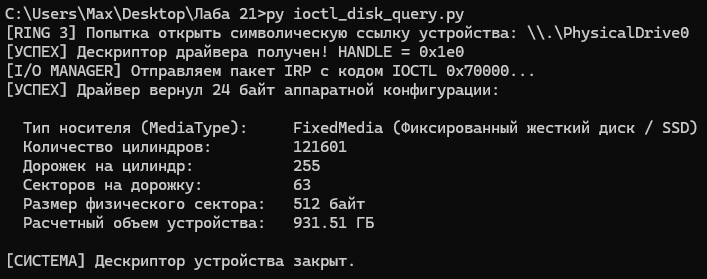 C:\Users\Max\Desktop\Лаба 21>py ioctl_disk_query.py
[RING 3] Попытка открыть символическую ссылку устройства: \\.\PhysicalDrive0
[УСПЕХ] Дескриптор драйвера получен! HANDLE = 0x1e0
[I/O MANAGER] Отправляем пакет IRP с кодом IOCTL 0x70000...
[УСПЕХ] Драйвер вернул 24 байт аппаратной конфигурации:
Тип носителя (MediaType): FixedMedia (Фиксированный жесткий диск / SSD)
Количество цилиндров: 121601
Дорожек на цилиндр: 255
Секторов на дорожку: 63
Размер физического сектора: 512 байт
Расчетный объем устройства: 931.51 ГБ
[СИСТЕМА] Дескриптор устройства закрыт.